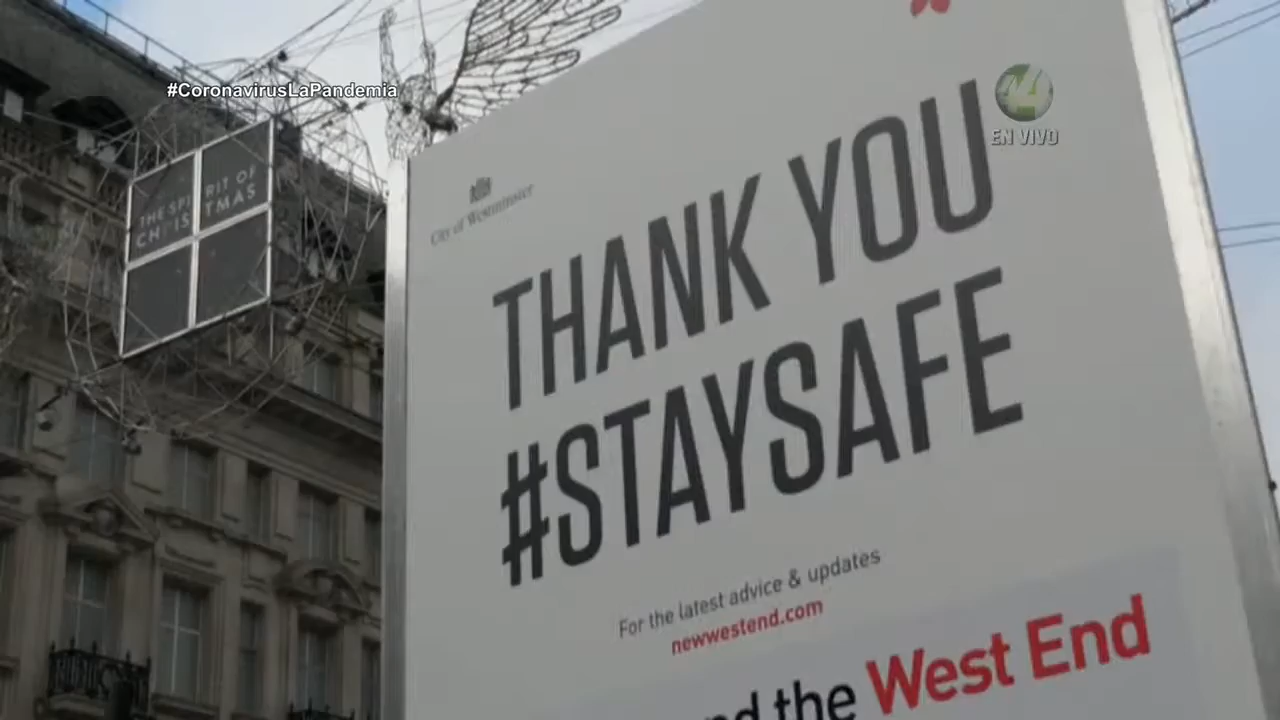 #CoronavirusLaPandemia
EN VIVO
THE SPIRIT OF
CHRISTMAS
City of Westminster
THANK YOU
#STAYSAFE
For the latest advice & updates
newwestend.com
the West End